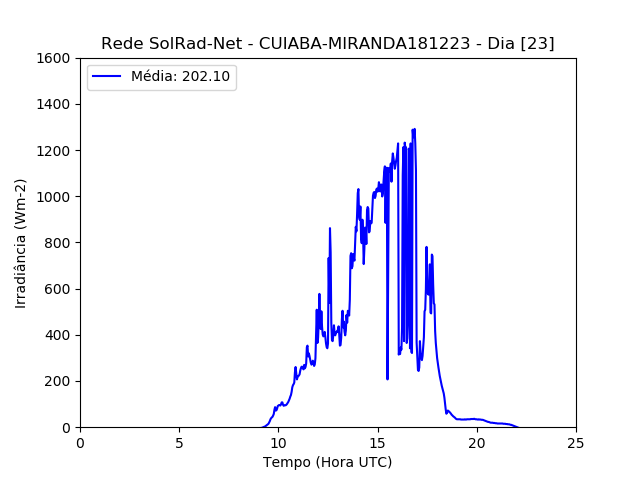 Rede SolRad-Net - CUIABA-MIRANDA181223 - Dia [23]
Média: 202.10
Irradiância (Wm-2)
1600
1400
1200
1000
800
600
400
200
0
0 5 10 15 20 25
Tempo (Hora UTC)